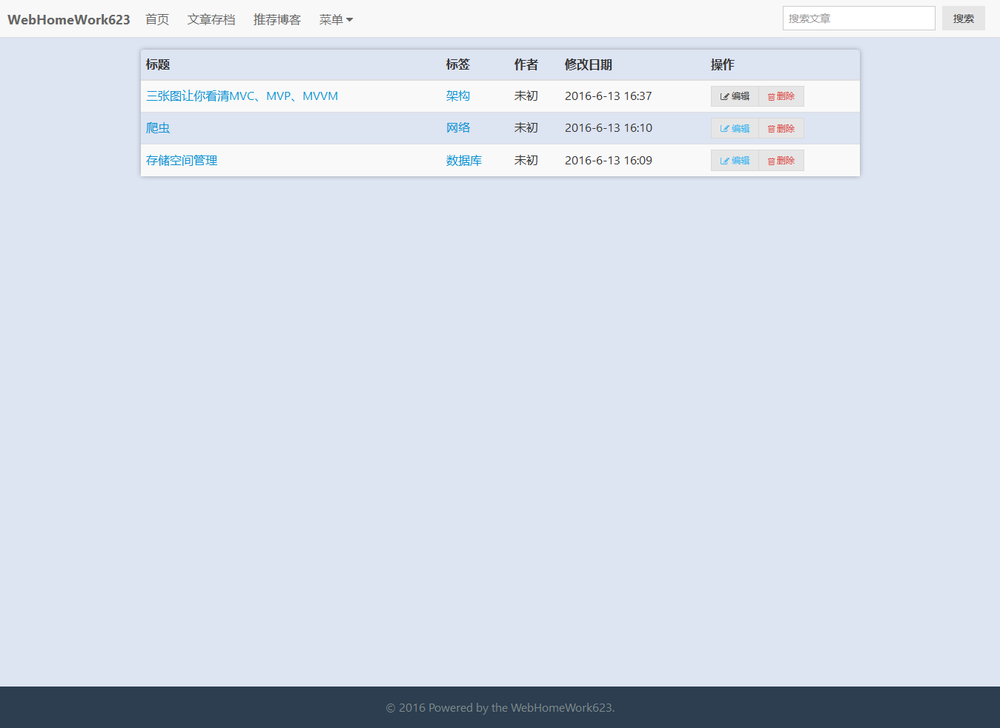 WebHomeWork623 首页 文章存档 推荐博客 菜单 搜索文章 搜索
标题 标签 作者 修改日期 操作
三张图让你看清MVC、MVP、MVVM 架构 未初 2016-6-13 16:37 编辑 删除
爬虫 网络 未初 2016-6-13 16:10 编辑 删除
存储空间管理 数据库 未初 2016-6-13 16:09 编辑 删除
© 2016 Powered by the WebHomeWork623.